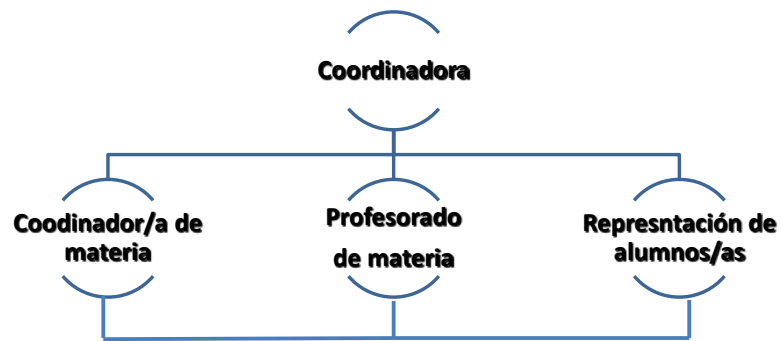 Coordinadora
Coodinador/a de
materia
Profesorado
de materia
Represntación de
alumnos/as